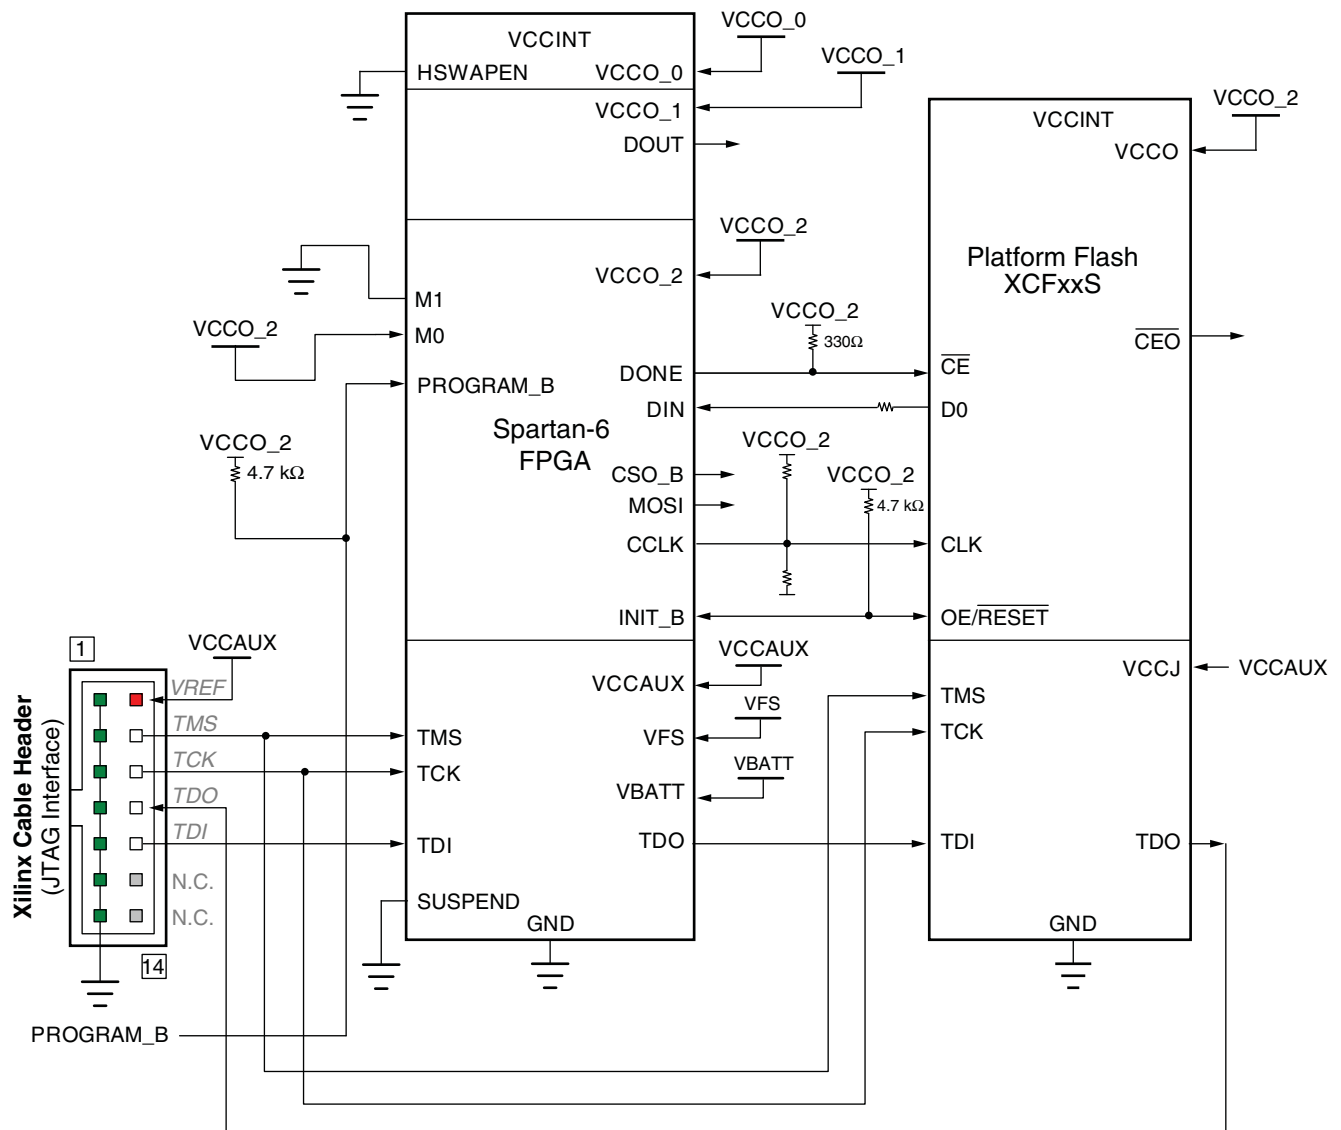 VCCO_0
VCCINT
HSWAPEN
VCCO_0
VCCO_1
VCCO_1
DOUT
VCCO_2
VCCINT
VCCO
VCCO_2
VCCO_2
M1
M0
VCCO_2
PROGRAM_B
Platform Flash
XCFxxS
VCCO_2
330Ω
CEO
DONE
CE
DIN
D0
Spartan-6
FPGA
VCCO_2
4.7 kΩ
VCCO_2
VCCO_2
4.7 kΩ
CSO_B
MOSI
CCLK
CLK
INIT_B
OE/RESET
1
VCCAUX
VREF
TMS
TCK
TDO
TDI
N.C.
N.C.
14
Xilinx Cable Header
(JTAG Interface)
VCCAUX
VCCAUX
VFS
VFS
VBATT
VBATT
TMS
TCK
TDI
TDO
SUSPEND
GND
VCCJ
VCCAUX
TMS
TCK
TDI
TDO
GND
PROGRAM_B